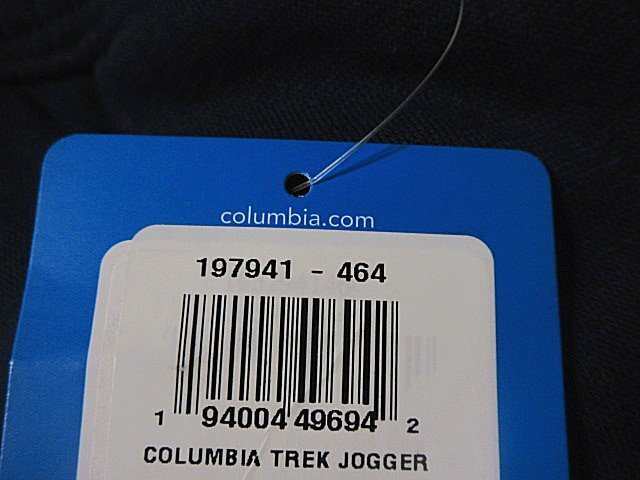 columbia.com
197941 - 464
1 94004 49694 2
COLUMBIA TREK JOGGER